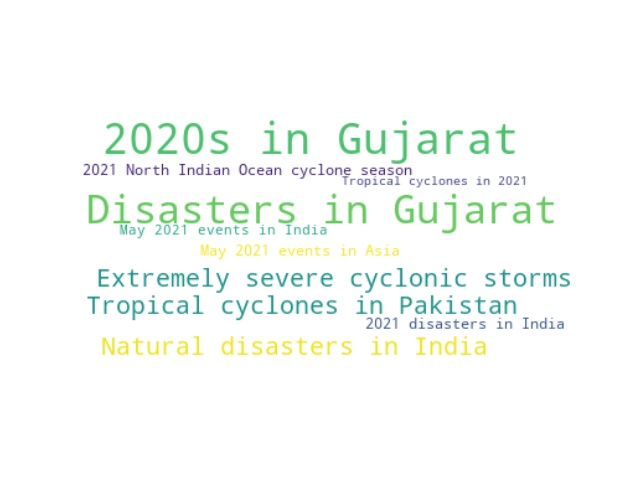 2020s in Gujarat
2021 North Indian Ocean cyclone season
Tropical cyclones in 2021
Disasters in Gujarat
May 2021 events in India
May 2021 events in Asia
Extremely severe cyclonic storms
Tropical cyclones in Pakistan
2021 disasters in India
Natural disasters in India